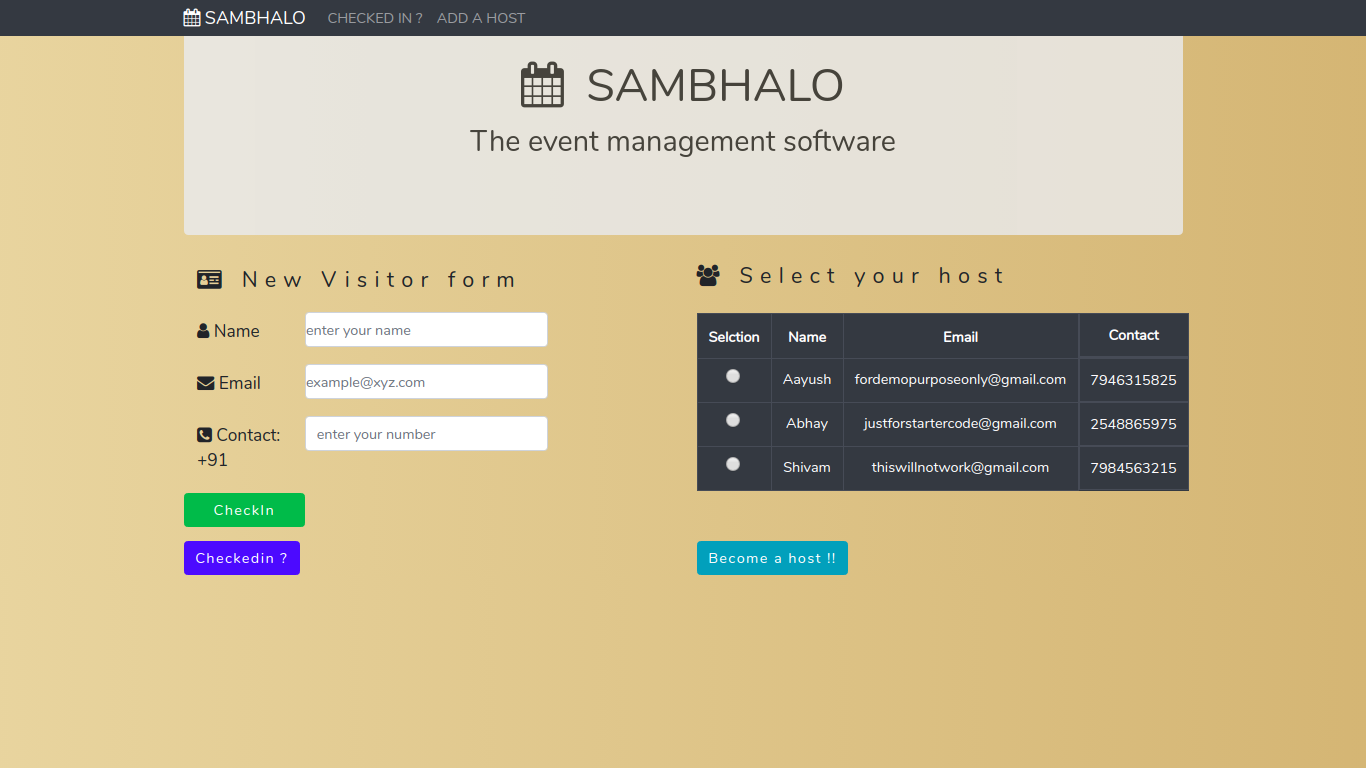 SAMBHALO CHECKED IN ? ADD A HOST
SAMBHALO
The event management software
New Visitor form
Name enter your name
Email example@xyz.com
Contact: enter your number
+91
CheckIn
Checkedin ?
Select your host
Selction Name Email Contact
Aayush fordemopurposeonly@gmail.com 7946315825
Abhay justforstartercode@gmail.com 2548865975
Shivam thiswillnotwork@gmail.com 7984563215
Become a host !!